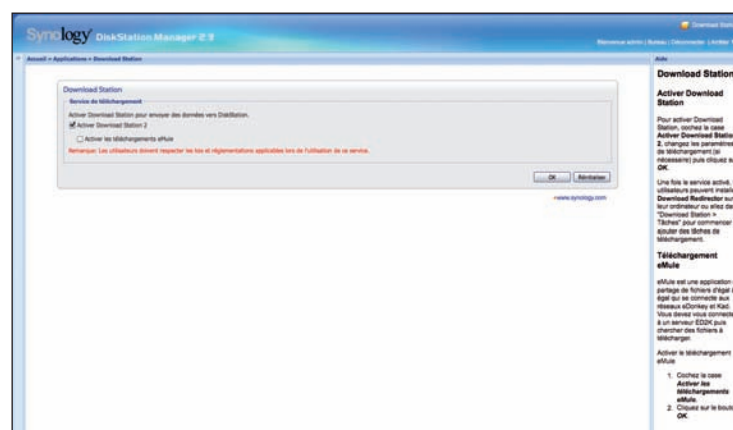 Synology DiskStation Manager 2.3
Download Station
Bienvenue admin | Bureau | Déconnecter | Arrêter
Accueil > Applications > Download Station
Aide
Download Station
Service de téléchargement
Activer Download Station pour envoyer des données vers DiskStation.
Activer Download Station 2
Activer les téléchargements eMule
Remarque: Les utilisateurs doivent respecter les lois et réglementations applicables lors de l'utilisation de ce service.
OK
Réinitialiser
www.synology.com
Download Station
Activer Download
Station
Pour activer Download
Station, cochez la case
Activer Download Station
2, changez les paramètres
de téléchargement (si
nécessaire) puis cliquez
OK.
Une fois le service activé,
utilisateurs peuvent
Download Redirector
leur ordinateur ou allez
"Download Station >
Tâches" pour commencer
ajouter des tâches de
téléchargement.
Téléchargement
eMule
eMule est une application
partage de fichiers d'égal
égal qui se connecte aux
réseaux eDonkey et Kad.
Vous devez vous
à un serveur ED2K puis
chercher des fichiers à
télécharger.
Activer le téléchargement
eMule
1. Cochez la case
Activer les
téléchargements
eMule.
2. Cliquez sur le
OK.